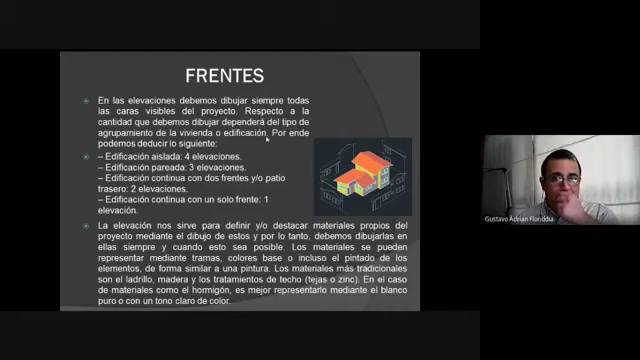 FRENTES
En las elevaciones debemos dibujar siempre todas
las caras visibles del proyecto. Respecto a la
cantidad que debemos dibujar dependerá del tipo de
agrupamiento de la vivienda o edificación. Por ende
podemos deducir lo siguiente:
– Edificación aislada: 4 elevaciones.
– Edificación pareada: 3 elevaciones.
– Edificación continua con dos frentes y/o patio
trasero: 2 elevaciones.
– Edificación continua con un solo frente: 1
elevación.
La elevación nos sirve para definir y/o destacar materiales propios del
proyecto mediante el dibujo de estos y por lo tanto, debemos dibujarlas en
ellas siempre y cuando esto sea posible. Los materiales se pueden
representar mediante tramas, colores base o incluso el pintado de los
elementos, de forma similar a una pintura. Los materiales más tradicionales
son el ladrillo, madera y los tratamientos de techo (tejas o zinc). En el caso
de materiales como el hormigón, es mejor representarlo mediante el blanco
puro o con un tono claro de color.
Gustavo Adrian Floriddia